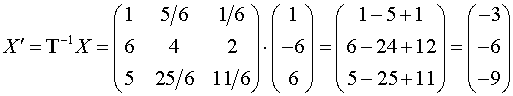 X′ = T⁻¹X = (1 5/6 1/6; 6 4 2; 5 25/6 11/6) · (1; −6; 6) = (1−5+1; 6−24+12; 5−25+11) = (−3; −6; −9)